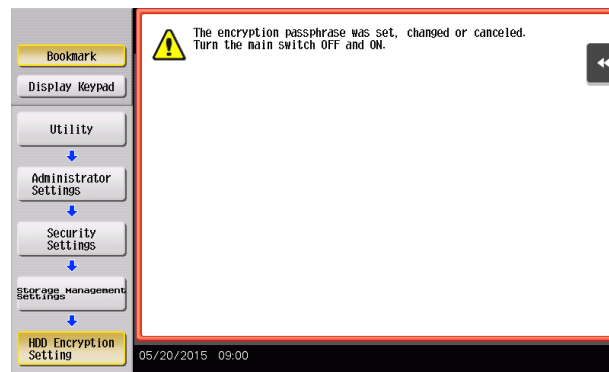 The encryption passphrase was set, changed or canceled.
Turn the main switch OFF and ON.
Bookmark
Display Keypad
Utility
Administrator
Settings
Security
Settings
Storage Management
Settings
HDD Encryption
Setting
05/20/2015 09:00